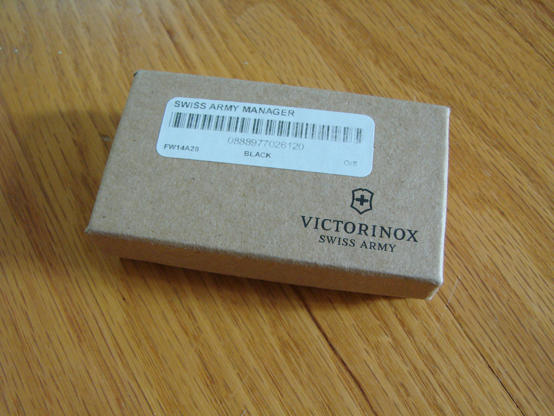 SWISS ARMY MANAGER
0888977026120
FW14A28
BLACK
O/S
VICTORINOX
SWISS ARMY